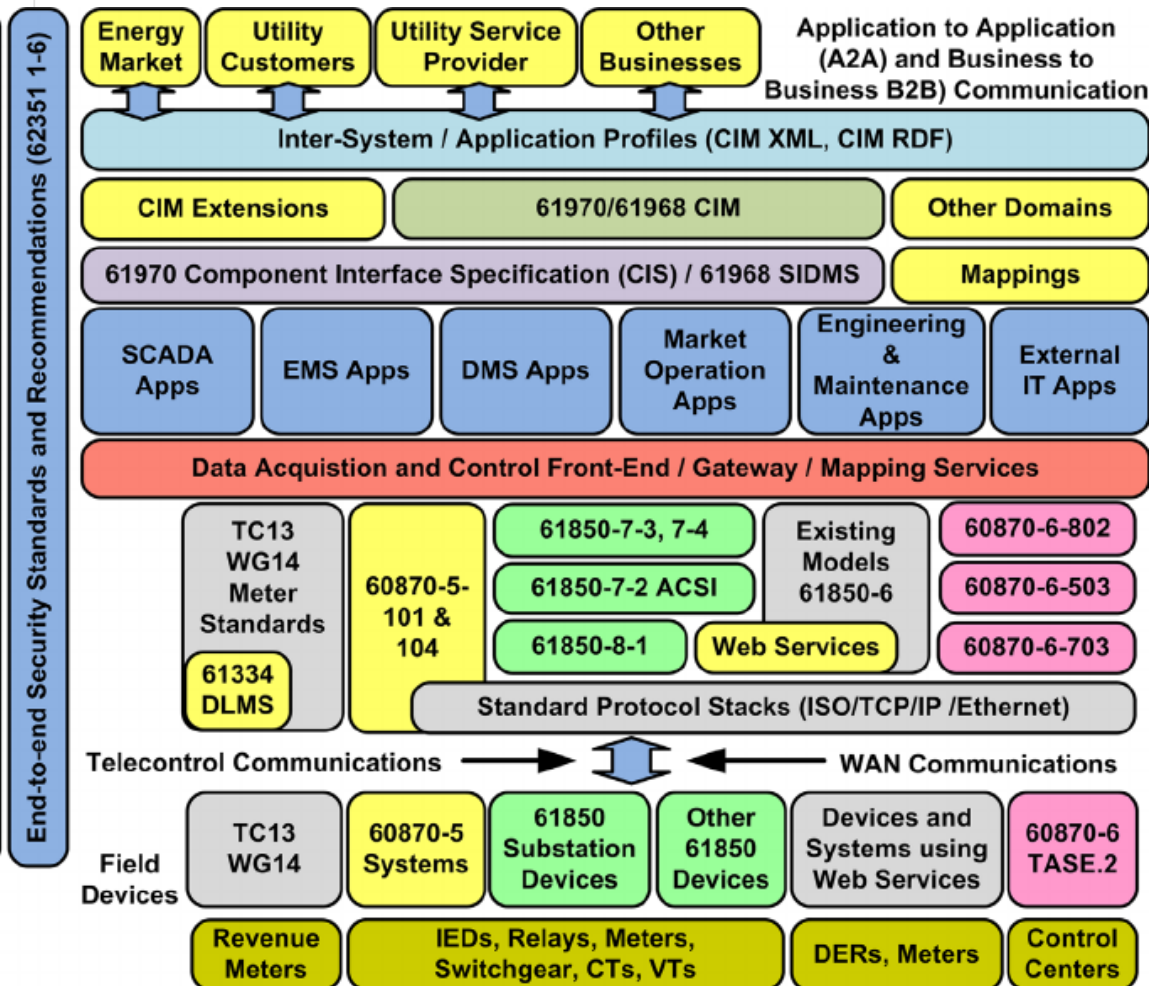 End-to-end Security Standards and Recommendations (62351 1-6)
Energy
Market
Utility
Customers
Utility Service
Provider
Other
Businesses
Application to Application
(A2A) and Business to
Business B2B) Communication
Inter-System / Application Profiles (CIM XML, CIM RDF)
CIM Extensions
61970/61968 CIM
Other Domains
61970 Component Interface Specification (CIS) / 61968 SIDMS
Mappings
SCADA
Apps
EMS Apps
DMS Apps
Market
Operation
Apps
Engineering
&
Maintenance
Apps
External
IT Apps
Data Acquistion and Control Front-End / Gateway / Mapping Services
TC13
WG14
Meter
Standards
61334
DLMS
60870-5-
101 &
104
61850-7-3, 7-4
61850-7-2 ACSI
61850-8-1
Existing
Models
61850-6
Web Services
60870-6-802
60870-6-503
60870-6-703
Standard Protocol Stacks (ISO/TCP/IP /Ethernet)
Telecontrol Communications
WAN Communications
Field
Devices
TC13
WG14
60870-5
Systems
61850
Substation
Devices
Other
61850
Devices
Devices and
Systems using
Web Services
60870-6
TASE.2
Revenue
Meters
IEDs, Relays, Meters,
Switchgear, CTs, VTs
DERs, Meters
Control
Centers